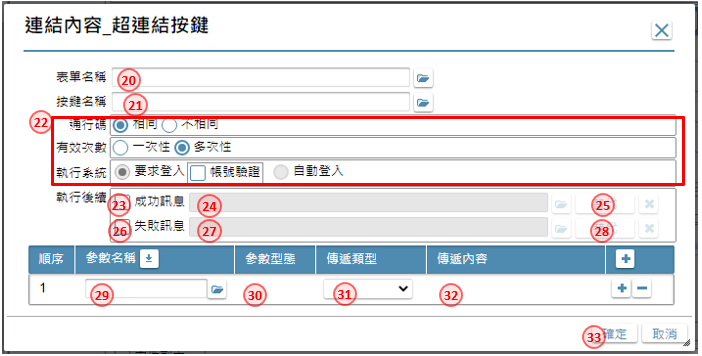 連結內容_超連結按鍵
表單名稱 20
按鍵名稱 21
22 通行碼 相同 不相同
有效次數 一次性 多次性
執行系統 要求登入 帳號驗證 自動登入
執行後續 23 成功訊息 24 25
26 失敗訊息 27 28
順序 參數名稱 參數型態 傳遞類型 傳遞內容
1 29 30 31 32
33 確定 取消